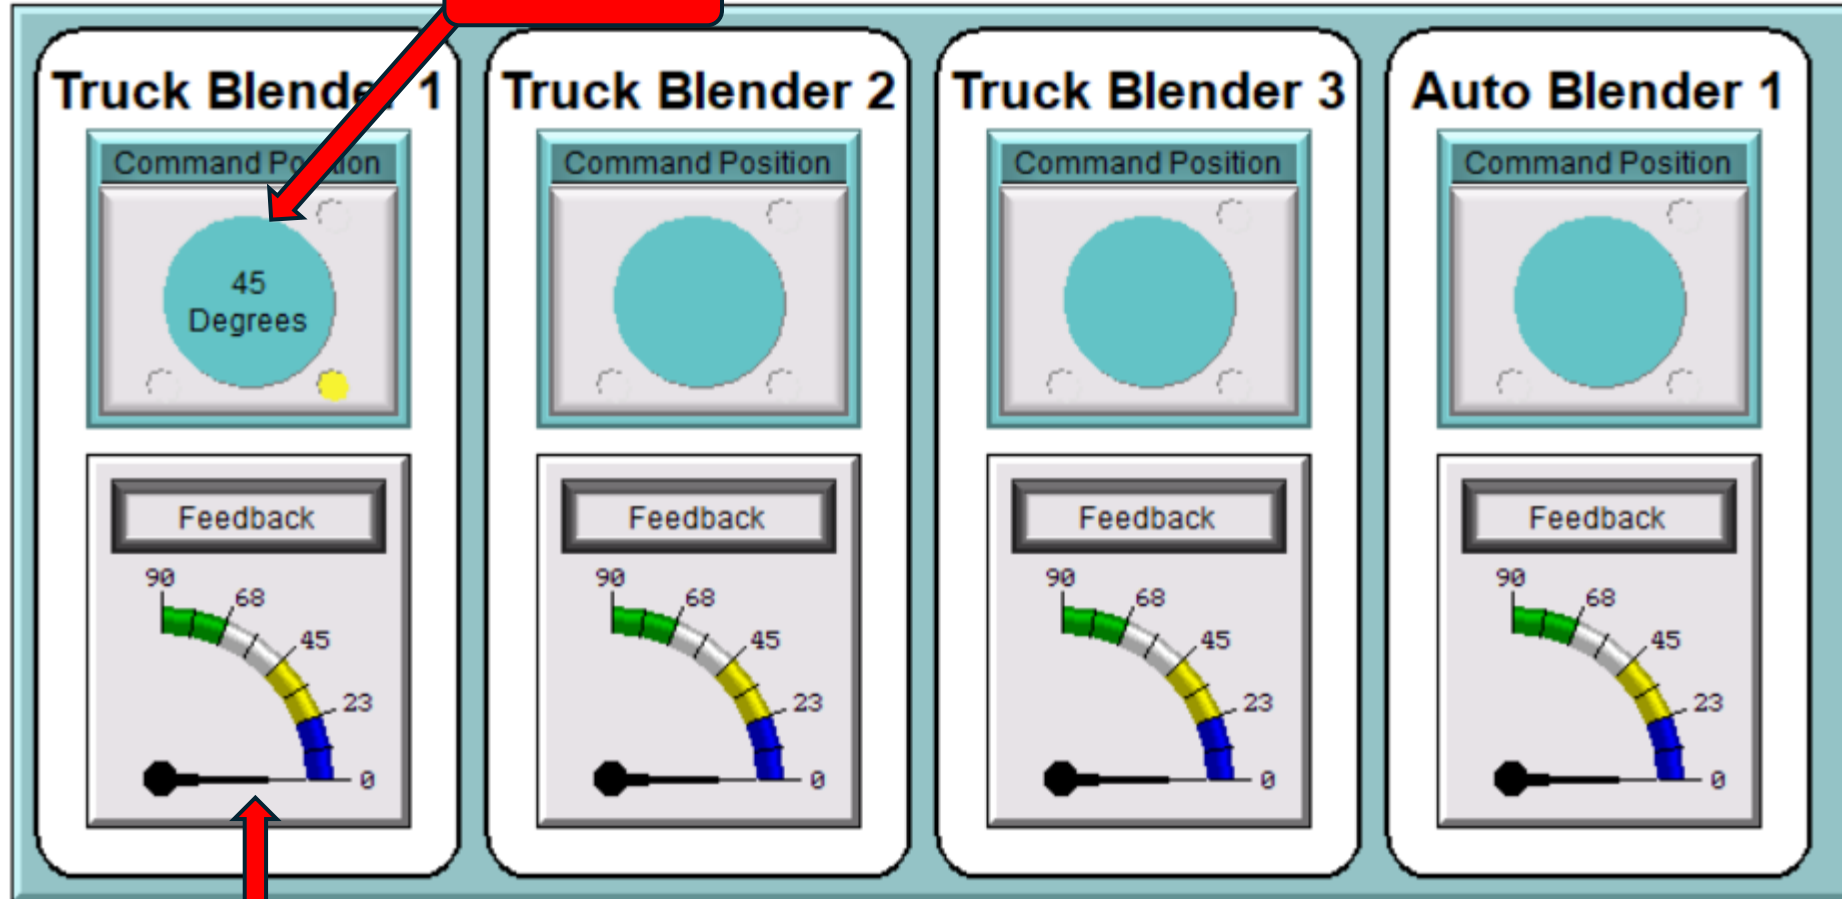 Truck Blender 1
Command Position
45
Degrees
Feedback
90
68
45
23
0
Truck Blender 2
Command Position
Feedback
90
68
45
23
0
Truck Blender 3
Command Position
Feedback
90
68
45
23
0
Auto Blender 1
Command Position
Feedback
90
68
45
23
0